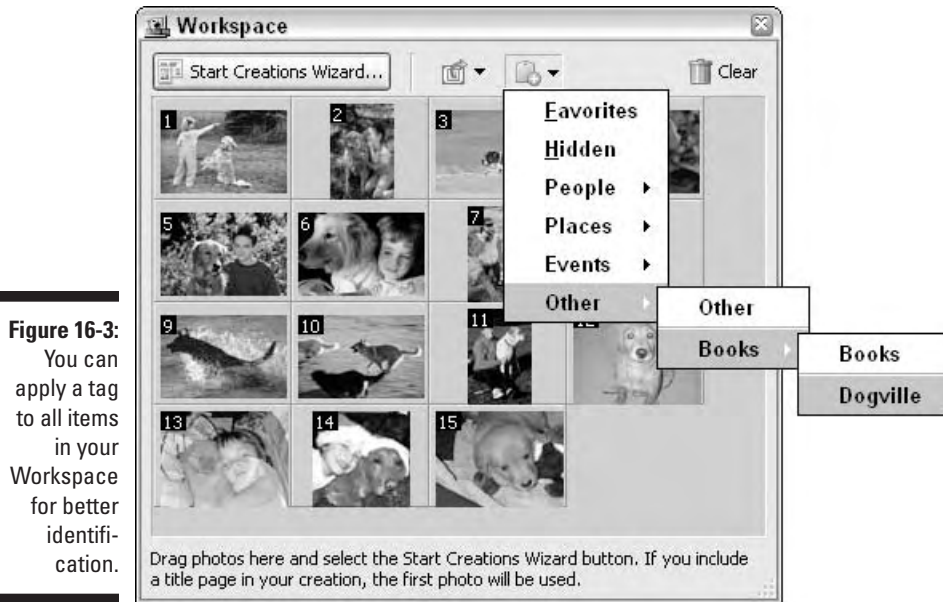 Workspace
Start Creations Wizard...
Clear
1
2
3
5
6
7
9
10
11
12
13
14
15
Favorites
Hidden
People
Places
Events
Other
Other
Books
Books
Dogville
Drag photos here and select the Start Creations Wizard button. If you include
a title page in your creation, the first photo will be used.
Figure 16-3:
You can
apply a tag
to all items
in your
Workspace
for better
identifi-
cation.